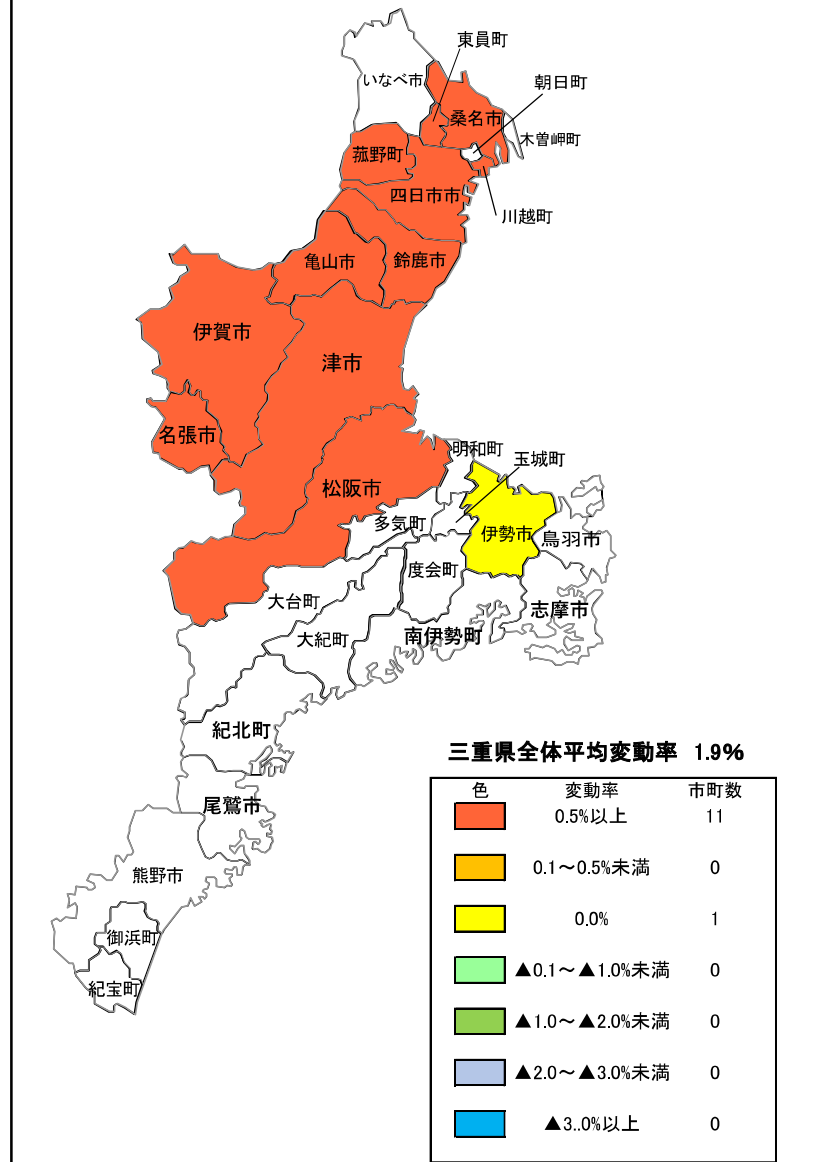 東員町
いなべ市
朝日町
桑名市
木曽岬町
菰野町
四日市市
川越町
亀山市
鈴鹿市
伊賀市
津市
名張市
明和町
玉城町
松阪市
多気町
伊勢市
鳥羽市
度会町
大台町
志摩市
大紀町
南伊勢町
紀北町
尾鷲市
熊野市
御浜町
紀宝町
三重県全体平均変動率 1.9%
色 変動率 市町数
0.5%以上 11
0.1～0.5%未満 0
0.0% 1
▲0.1～▲1.0%未満 0
▲1.0～▲2.0%未満 0
▲2.0～▲3.0%未満 0
▲3..0%以上 0